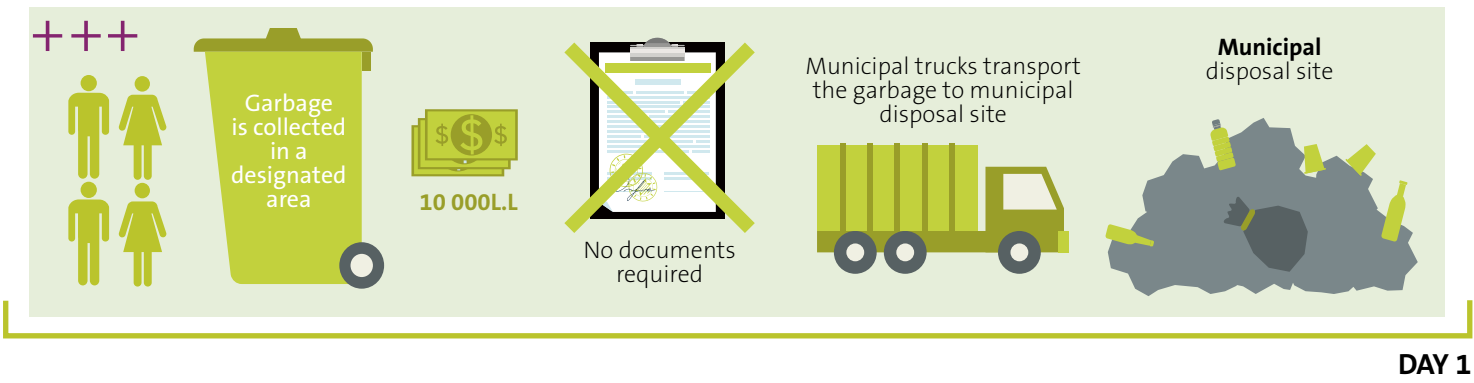 +++
Garbage
is collected
in a
designated
area
$ $ $
10 000L.L
No documents
required
Municipal trucks transport
the garbage to municipal
disposal site
Municipal
disposal site
DAY 1